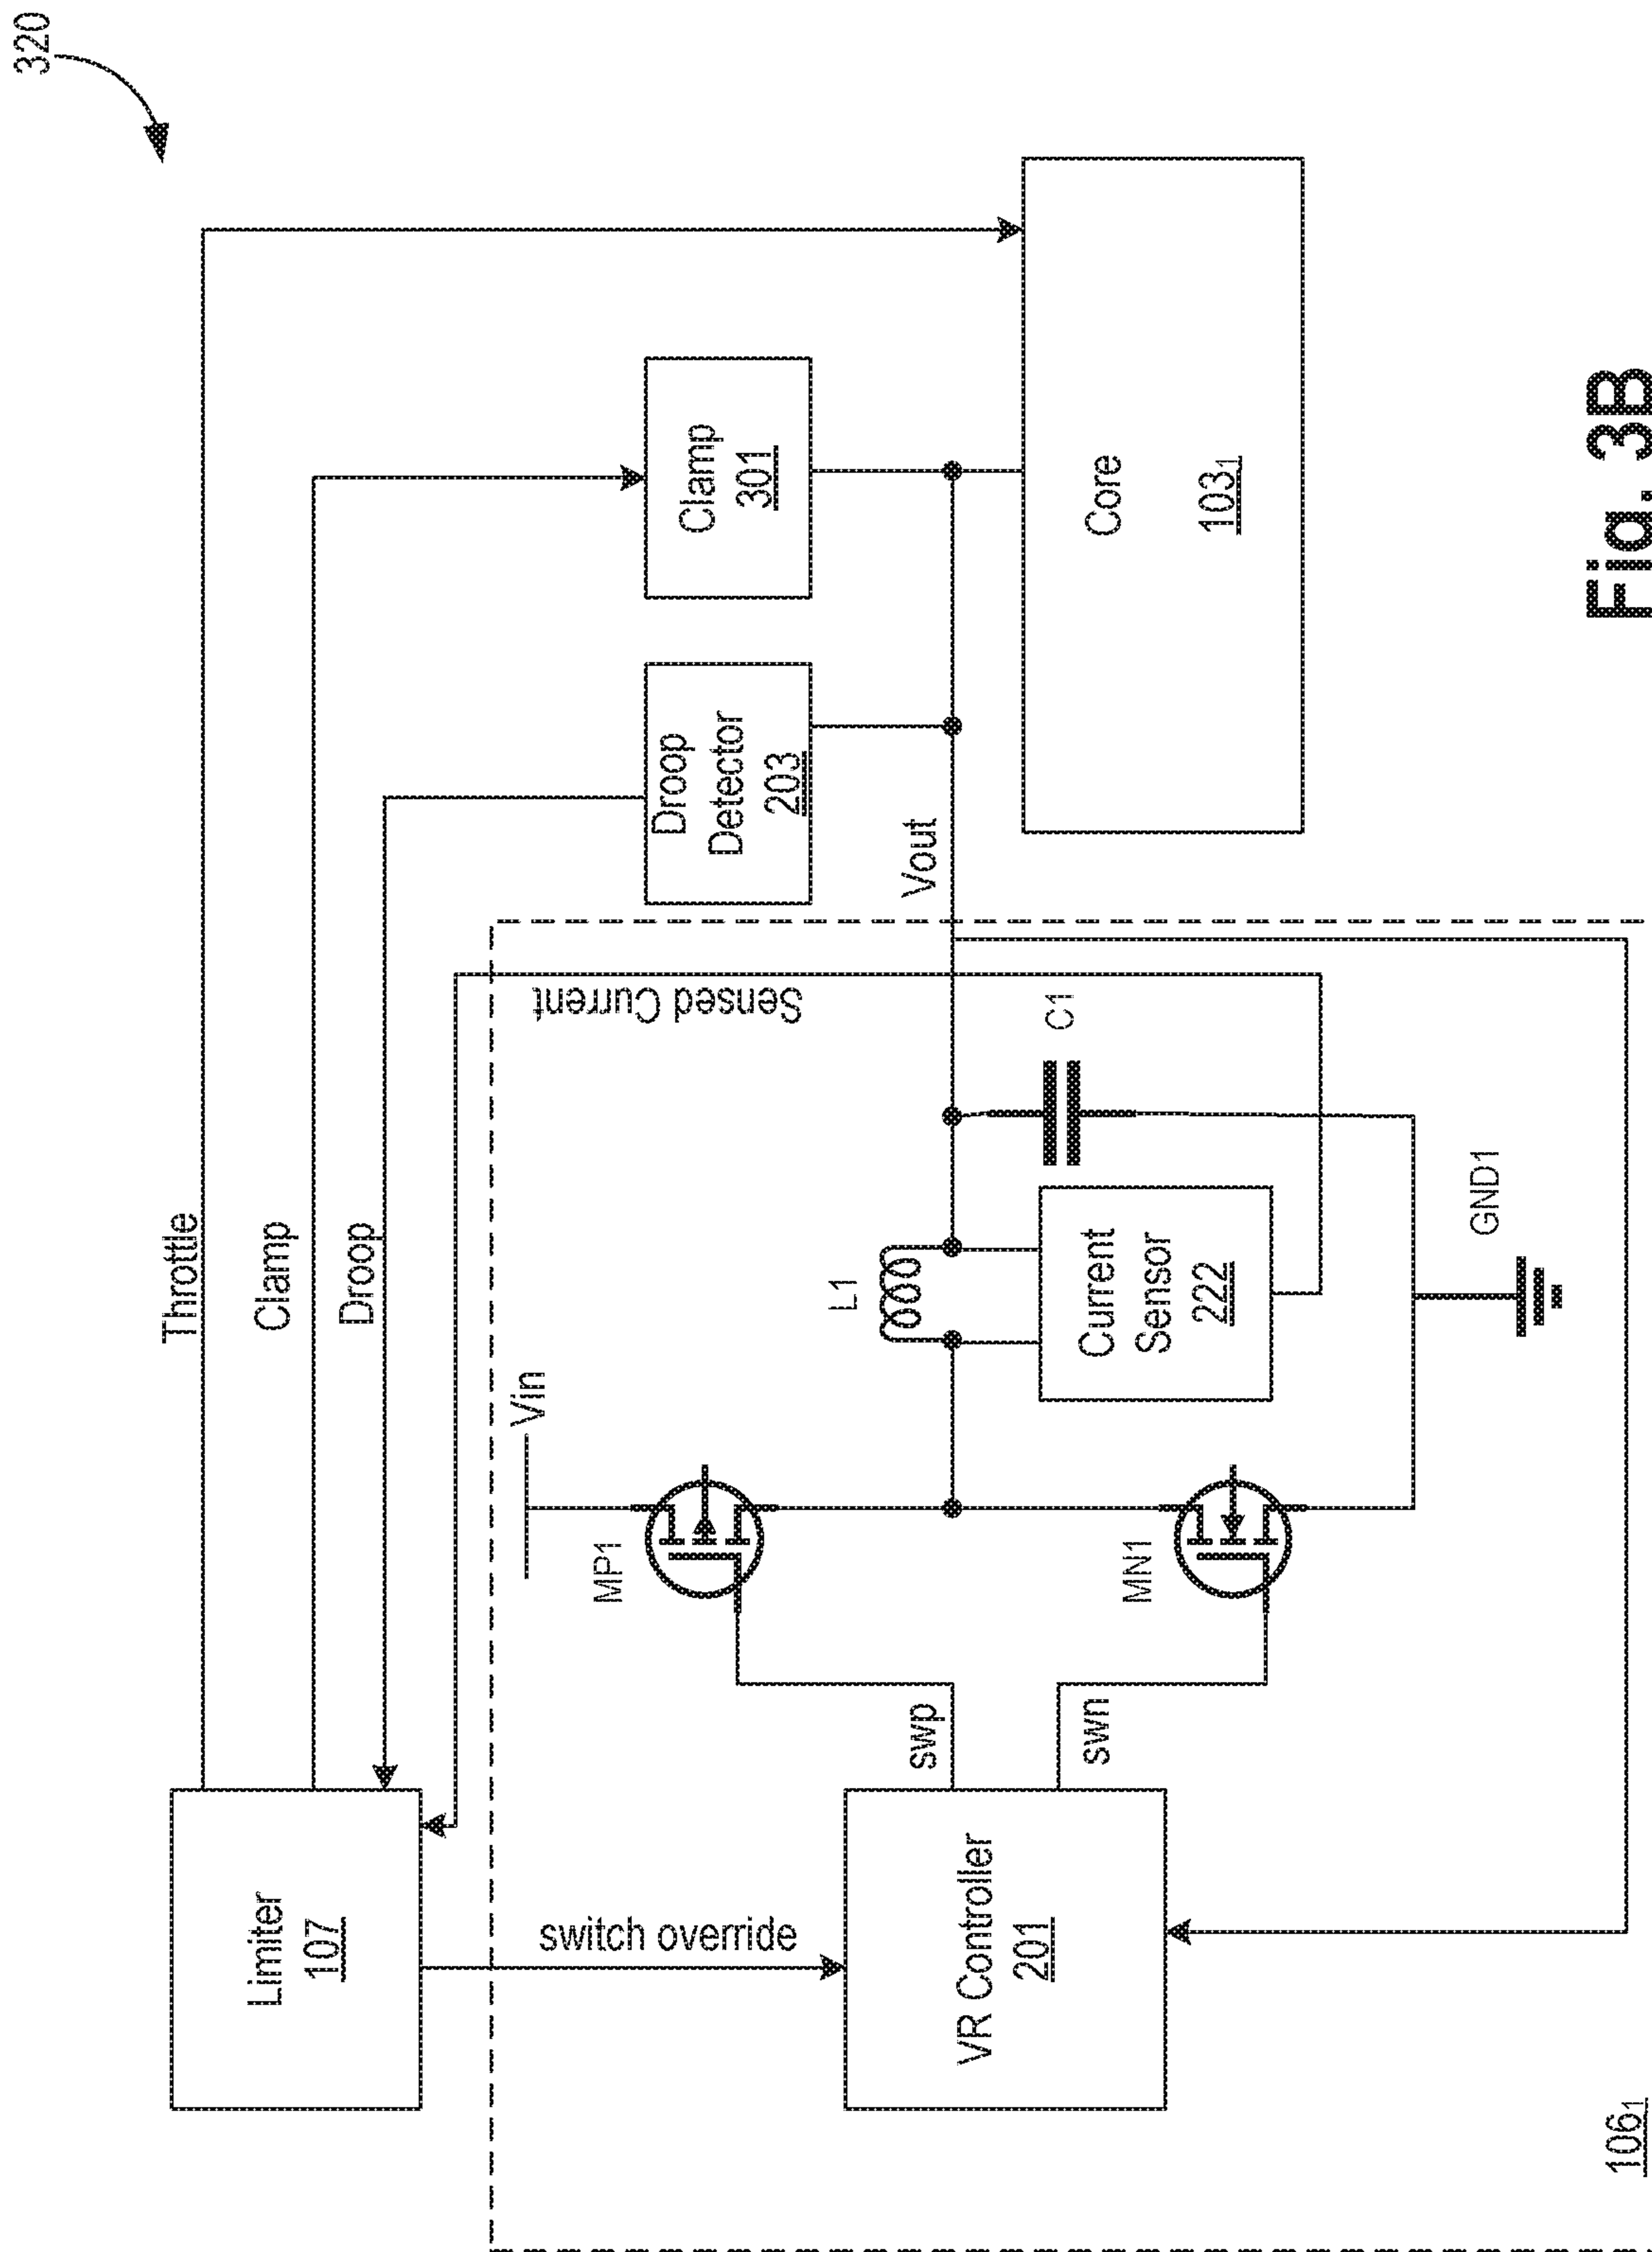 320
Throttle
Clamp
Droop
Limiter
107
switch override
Vin
Sensed Current
Droop
Detector
203
Clamp
301
MP1
L1
Vout
swp
swn
VR Controller
201
MN1
Current
Sensor
222
C1
Core
103₁
GND1
106₁
Fig. 3B